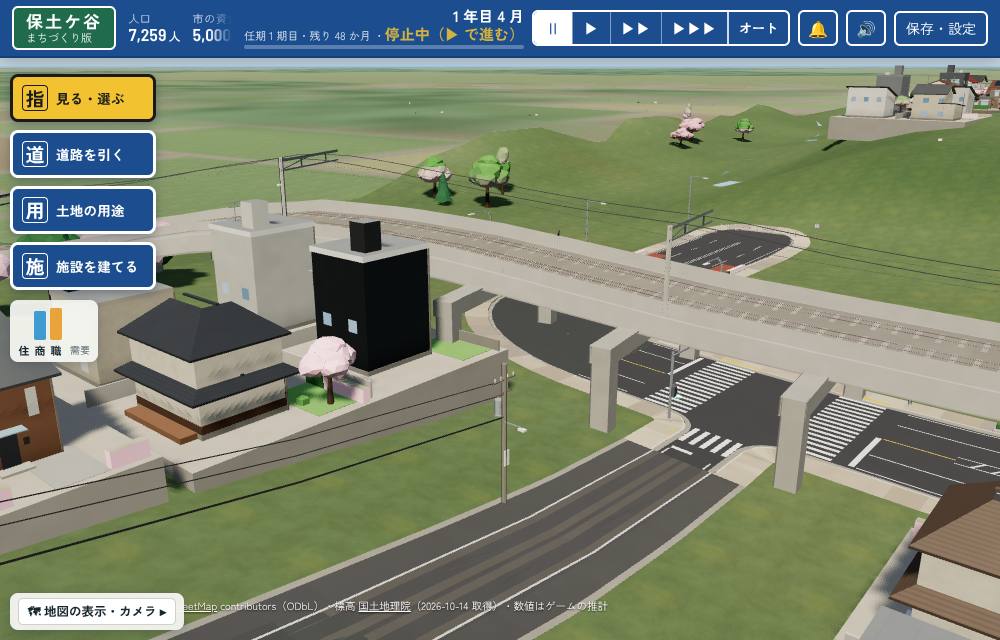 保土ケ谷
まちづくり版
人口
7,259人
市の資
5,000
1年目4月
任期1期目・残り48か月・停止中（▶ で進む）
オート
保存・設定
指 見る・選ぶ
道 道路を引く
用 土地の用途
施 施設を建てる
住 商 職 需要
地図の表示・カメラ ▸
eetMap contributors（ODbL）・標高 国土地理院（2026-10-14 取得）・数値はゲームの推計